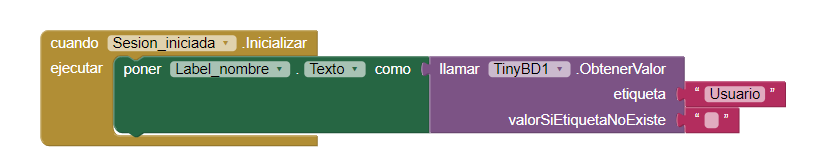 cuando Sesion_iniciada .Inicializar
ejecutar poner Label_nombre . Texto como llamar TinyBD1 .ObtenerValor
etiqueta “ Usuario ”
valorSiEtiquetaNoExiste “ ”